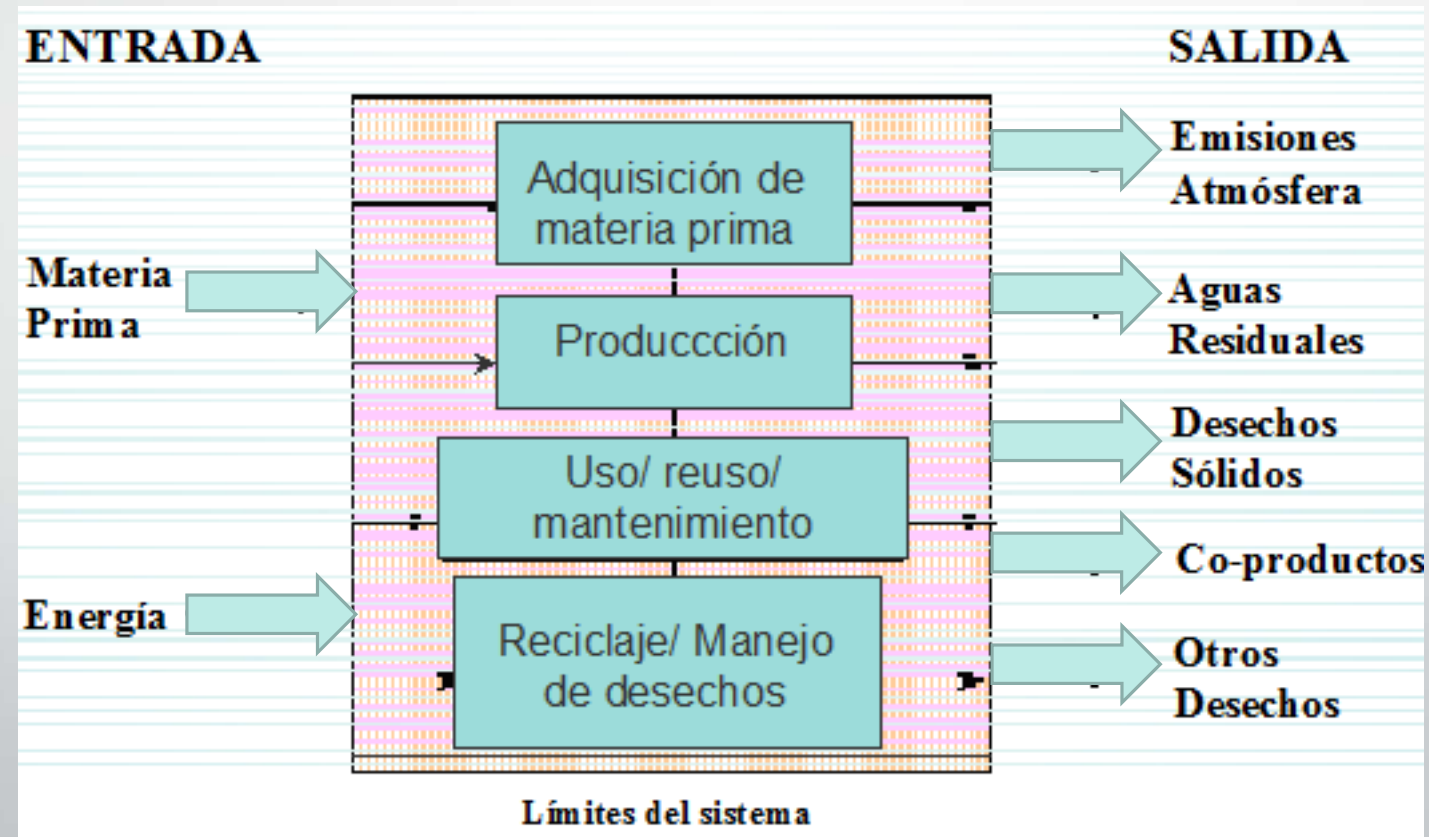 ENTRADA
SALIDA
Adquisición de
materia prima
Emisiones
Atmósfera
Materia
Prima
Produccción
Aguas
Residuales
Uso/ reuso/
mantenimiento
Desechos
Sólidos
Co-productos
Energía
Reciclaje/ Manejo
de desechos
Otros
Desechos
Límites del sistema